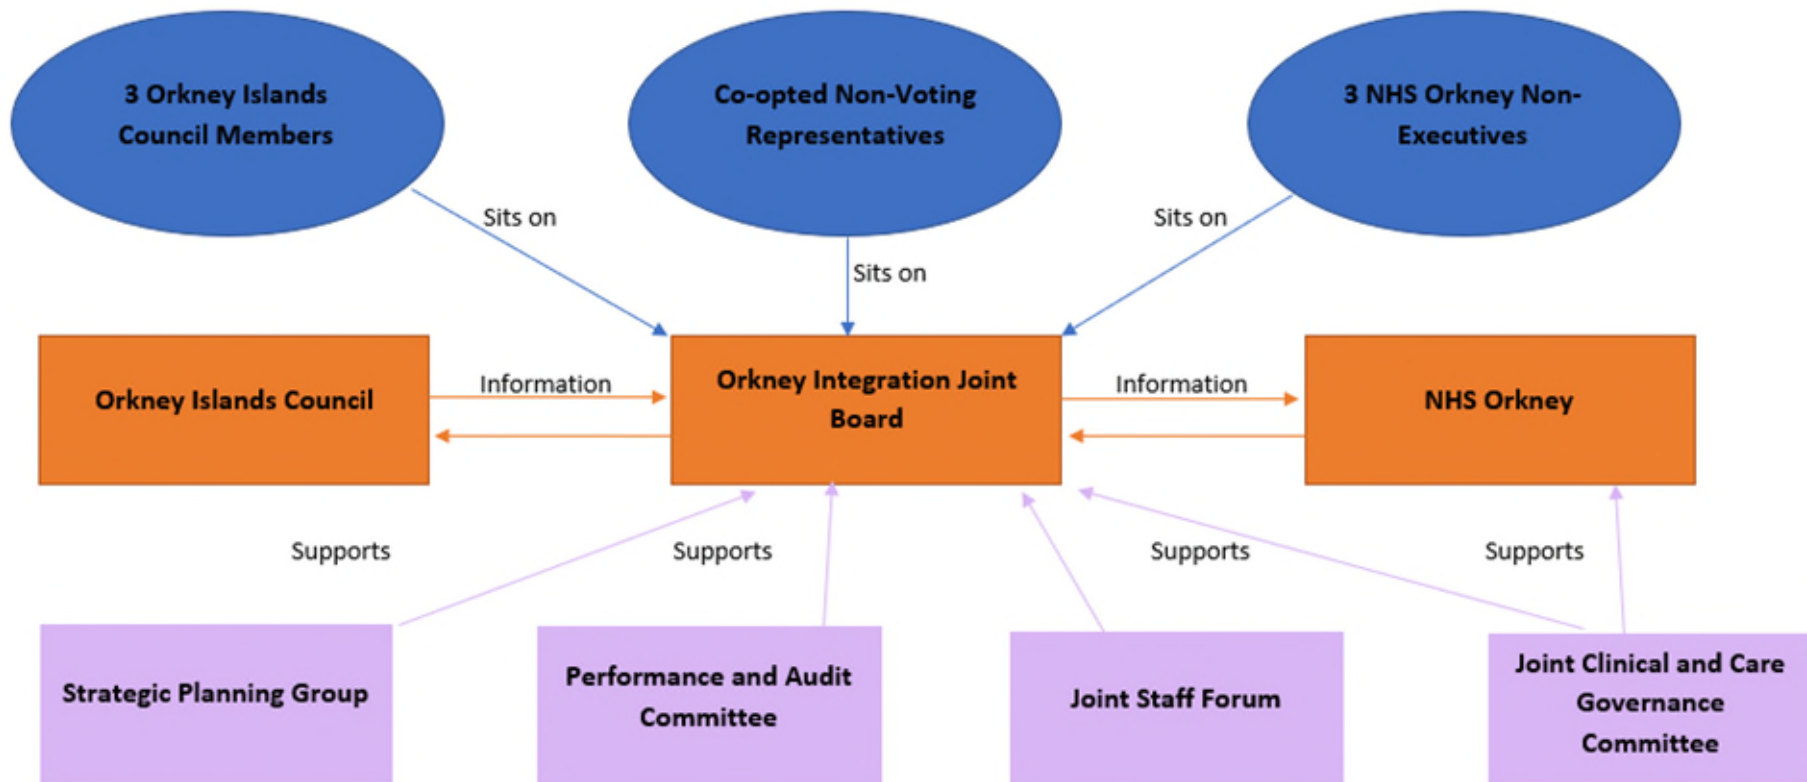 3 Orkney Islands
Council Members
Co-opted Non-Voting
Representatives
3 NHS Orkney Non-
Executives
Sits on
Sits on
Sits on
Orkney Islands Council
Information
Orkney Integration Joint
Board
Information
NHS Orkney
Supports
Supports
Supports
Supports
Strategic Planning Group
Performance and Audit
Committee
Joint Staff Forum
Joint Clinical and Care
Governance
Committee